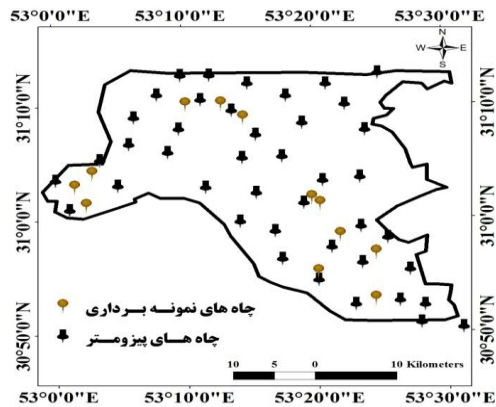 53°0'0"E 53°10'0"E 53°20'0"E 53°30'0"E
N
W E
S
31°10'0"N 31°10'0"N
31°0'0"N 31°0'0"N
30°50'0"N 30°50'0"N
چاه های نمونه برداری
چاه های پیزومتر
10 5 0 10 Kilometers
53°0'0"E 53°10'0"E 53°20'0"E 53°30'0"E